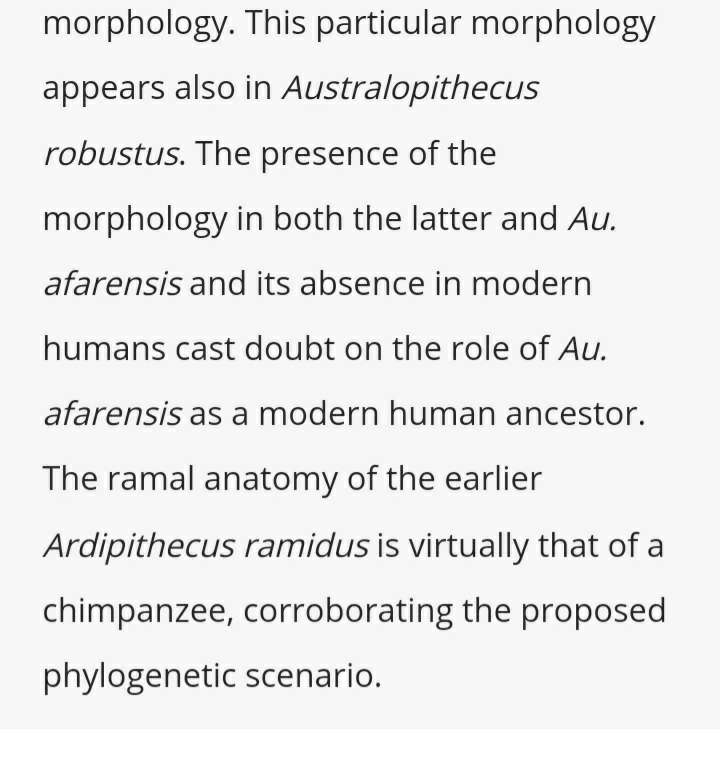 morphology. This particular morphology
appears also in Australopithecus
robustus. The presence of the
morphology in both the latter and Au.
afarensis and its absence in modern
humans cast doubt on the role of Au.
afarensis as a modern human ancestor.
The ramal anatomy of the earlier
Ardipithecus ramidus is virtually that of a
chimpanzee, corroborating the proposed
phylogenetic scenario.